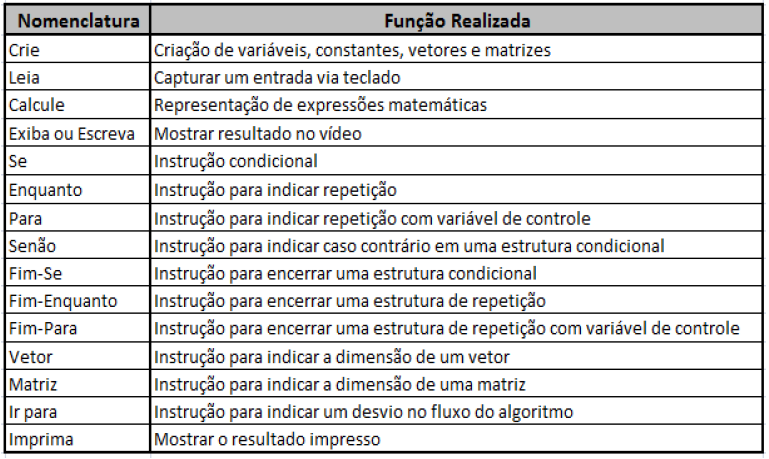 Nomenclatura Função Realizada
Crie Criação de variáveis, constantes, vetores e matrizes
Leia Capturar um entrada via teclado
Calcule Representação de expressões matemáticas
Exiba ou Escreva Mostrar resultado no vídeo
Se Instrução condicional
Enquanto Instrução para indicar repetição
Para Instrução para indicar repetição com variável de controle
Senão Instrução para indicar caso contrário em uma estrutura condicional
Fim-Se Instrução para encerrar uma estrutura condicional
Fim-Enquanto Instrução para encerrar uma estrutura de repetição
Fim-Para Instrução para encerrar uma estrutura de repetição com variável de controle
Vetor Instrução para indicar a dimensão de um vetor
Matriz Instrução para indicar a dimensão de uma matriz
Ir para Instrução para indicar um desvio no fluxo do algoritmo
Imprima Mostrar o resultado impresso